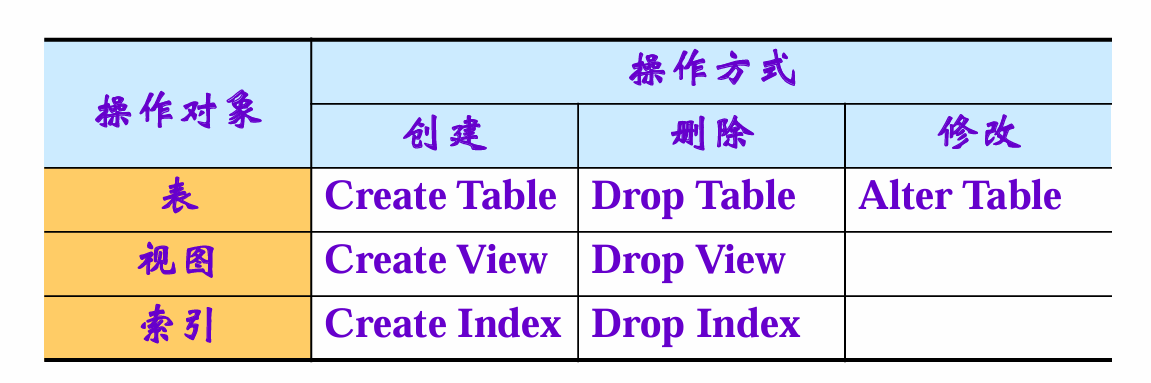 操作对象
操作方式
创建 删除 修改
表 Create Table Drop Table Alter Table
视图 Create View Drop View
索引 Create Index Drop Index